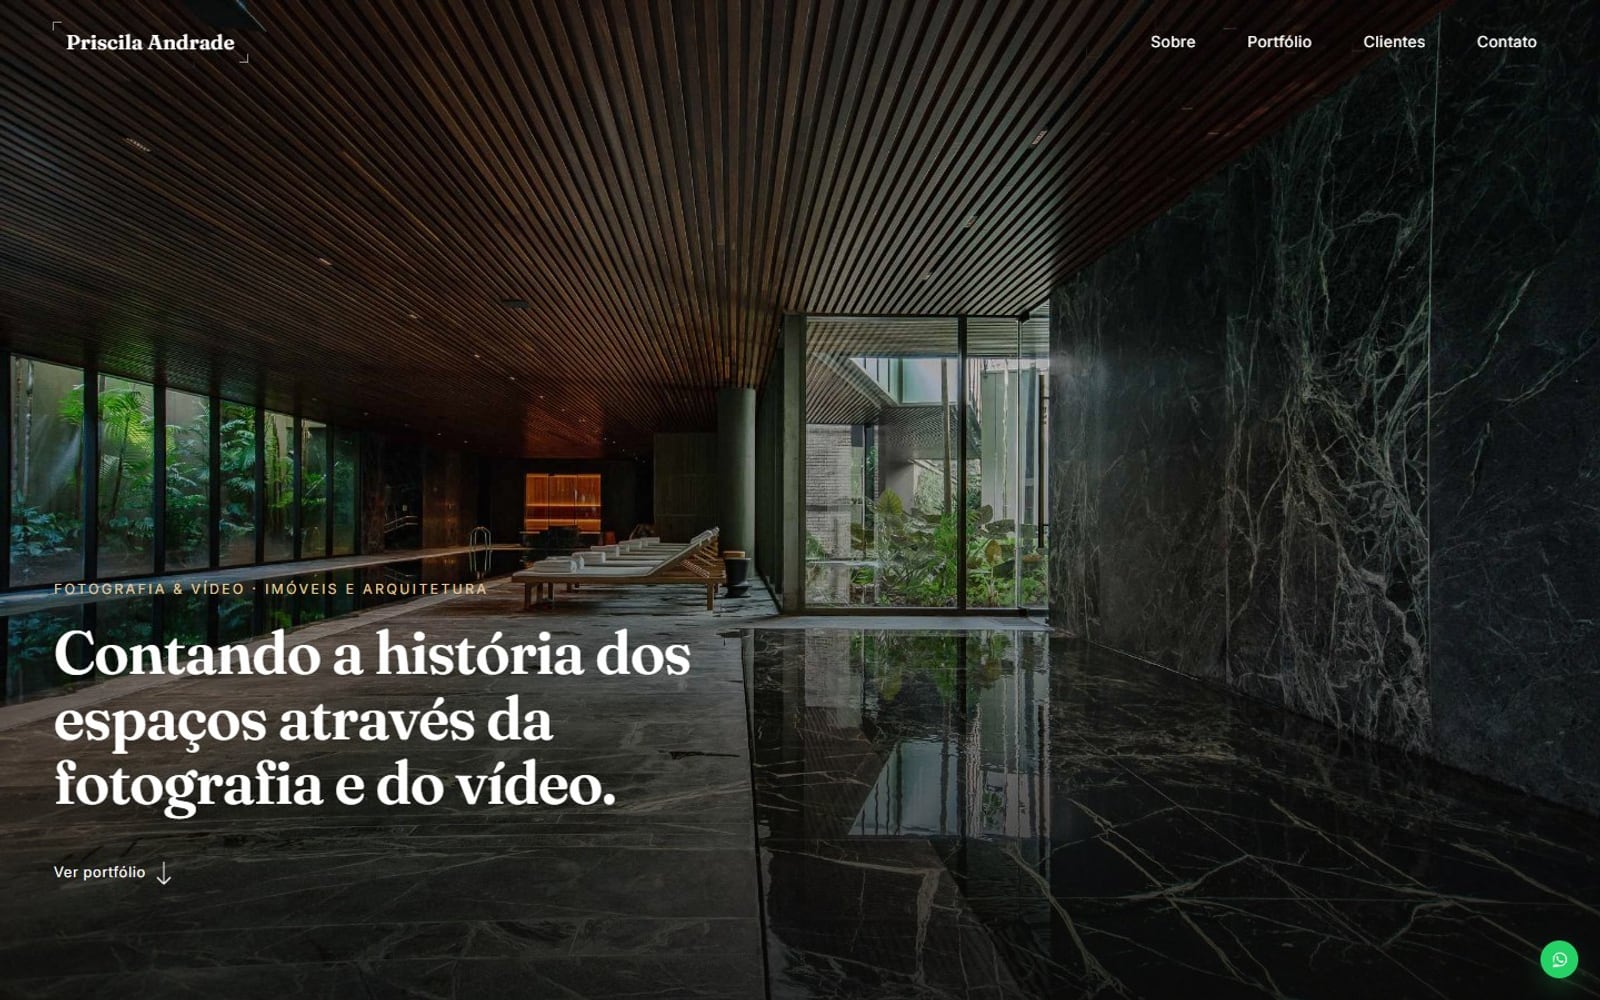 Priscila Andrade
Sobre
Portfólio
Clientes
Contato
FOTOGRAFIA & VÍDEO · IMÓVEIS E ARQUITETURA
Contando a história dos
espaços através da
fotografia e do vídeo.
Ver portfólio